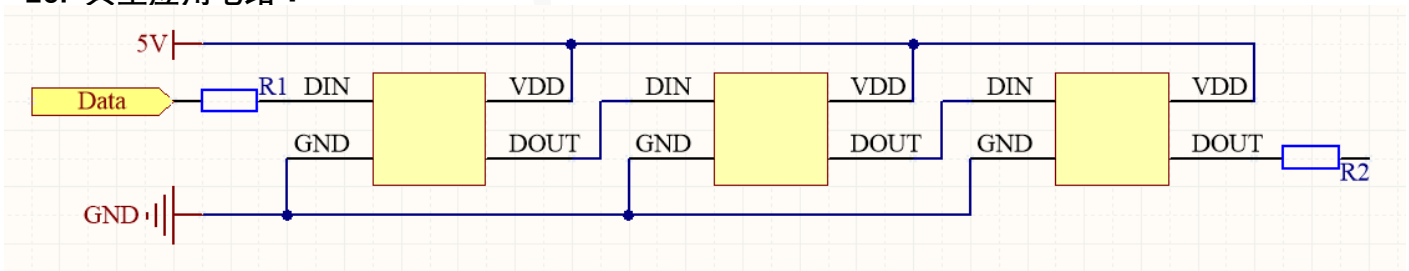 5V
R1 DIN VDD DIN VDD DIN VDD
Data
GND DOUT GND DOUT GND DOUT
R2
GND